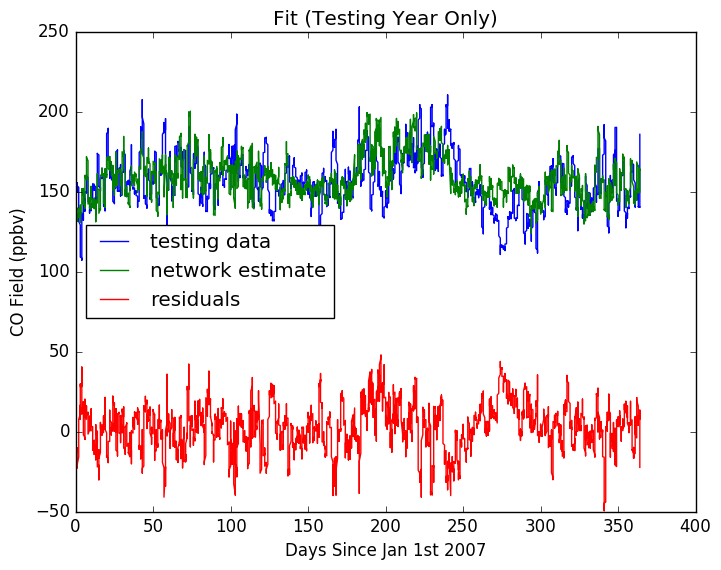 Fit (Testing Year Only)
250
200
150
100
50
0
−50
CO Field (ppbv)
testing data
network estimate
residuals
0 50 100 150 200 250 300 350 400
Days Since Jan 1st 2007